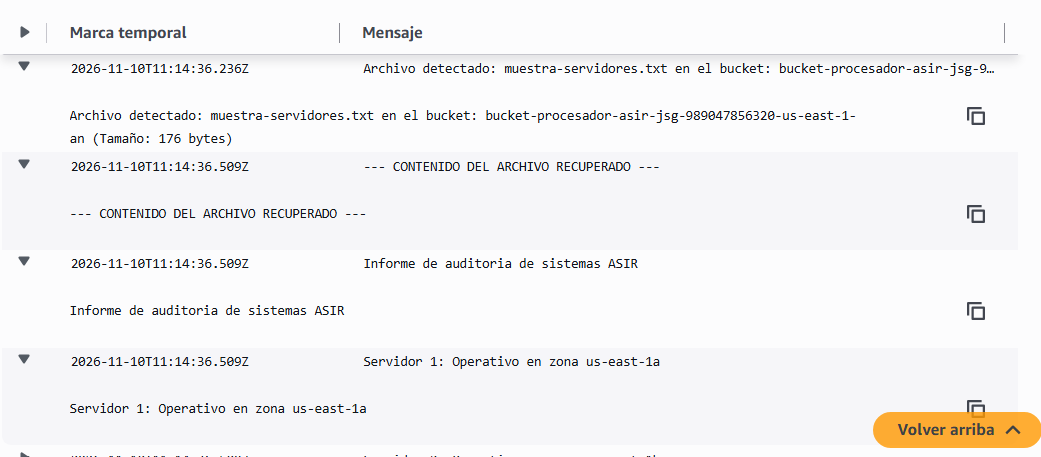 Marca temporal Mensaje
2026-11-10T11:14:36.236Z Archivo detectado: muestra-servidores.txt en el bucket: bucket-procesador-asir-jsg-9…
Archivo detectado: muestra-servidores.txt en el bucket: bucket-procesador-asir-jsg-989047856320-us-east-1-
an (Tamaño: 176 bytes)
2026-11-10T11:14:36.509Z --- CONTENIDO DEL ARCHIVO RECUPERADO ---
--- CONTENIDO DEL ARCHIVO RECUPERADO ---
2026-11-10T11:14:36.509Z Informe de auditoria de sistemas ASIR
Informe de auditoria de sistemas ASIR
2026-11-10T11:14:36.509Z Servidor 1: Operativo en zona us-east-1a
Servidor 1: Operativo en zona us-east-1a
Volver arriba